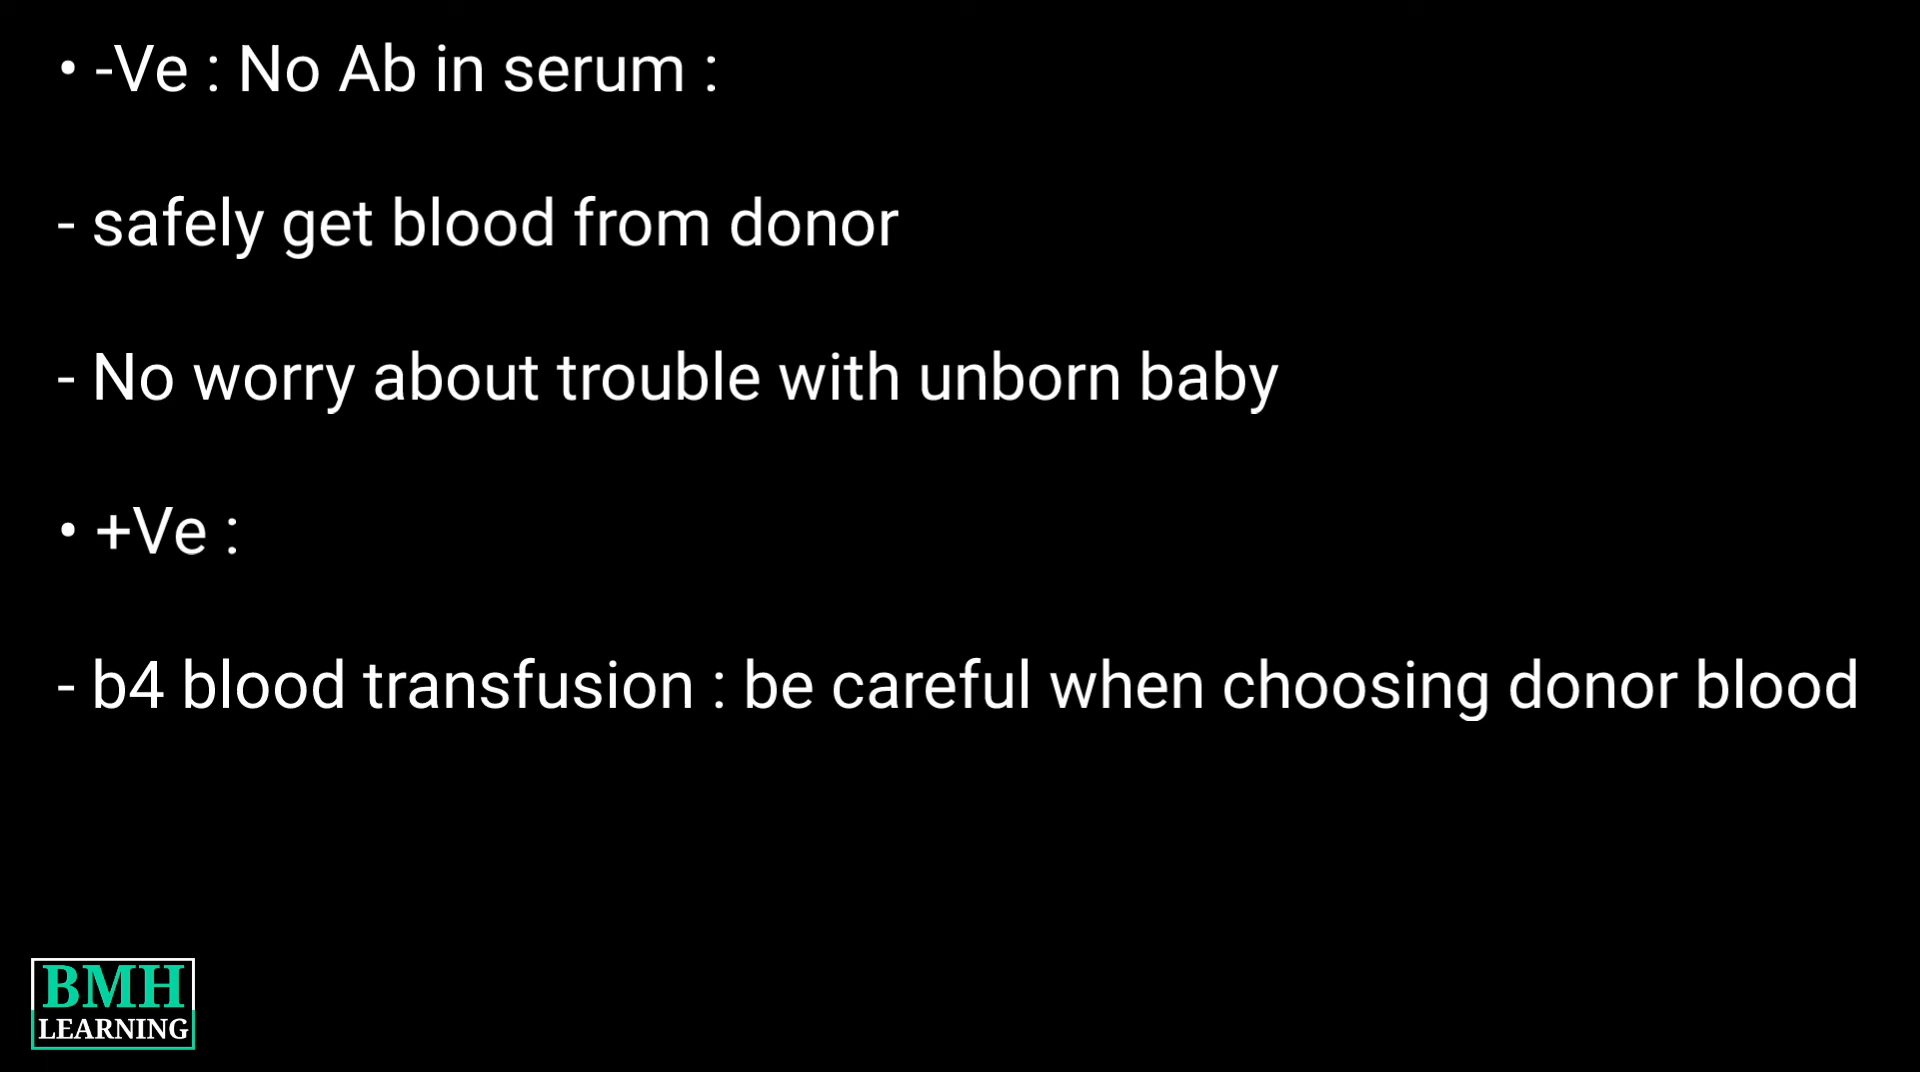 • -Ve : No Ab in serum :
- safely get blood from donor
- No worry about trouble with unborn baby
• +Ve :
- b4 blood transfusion : be careful when choosing donor blood
BMH
LEARNING